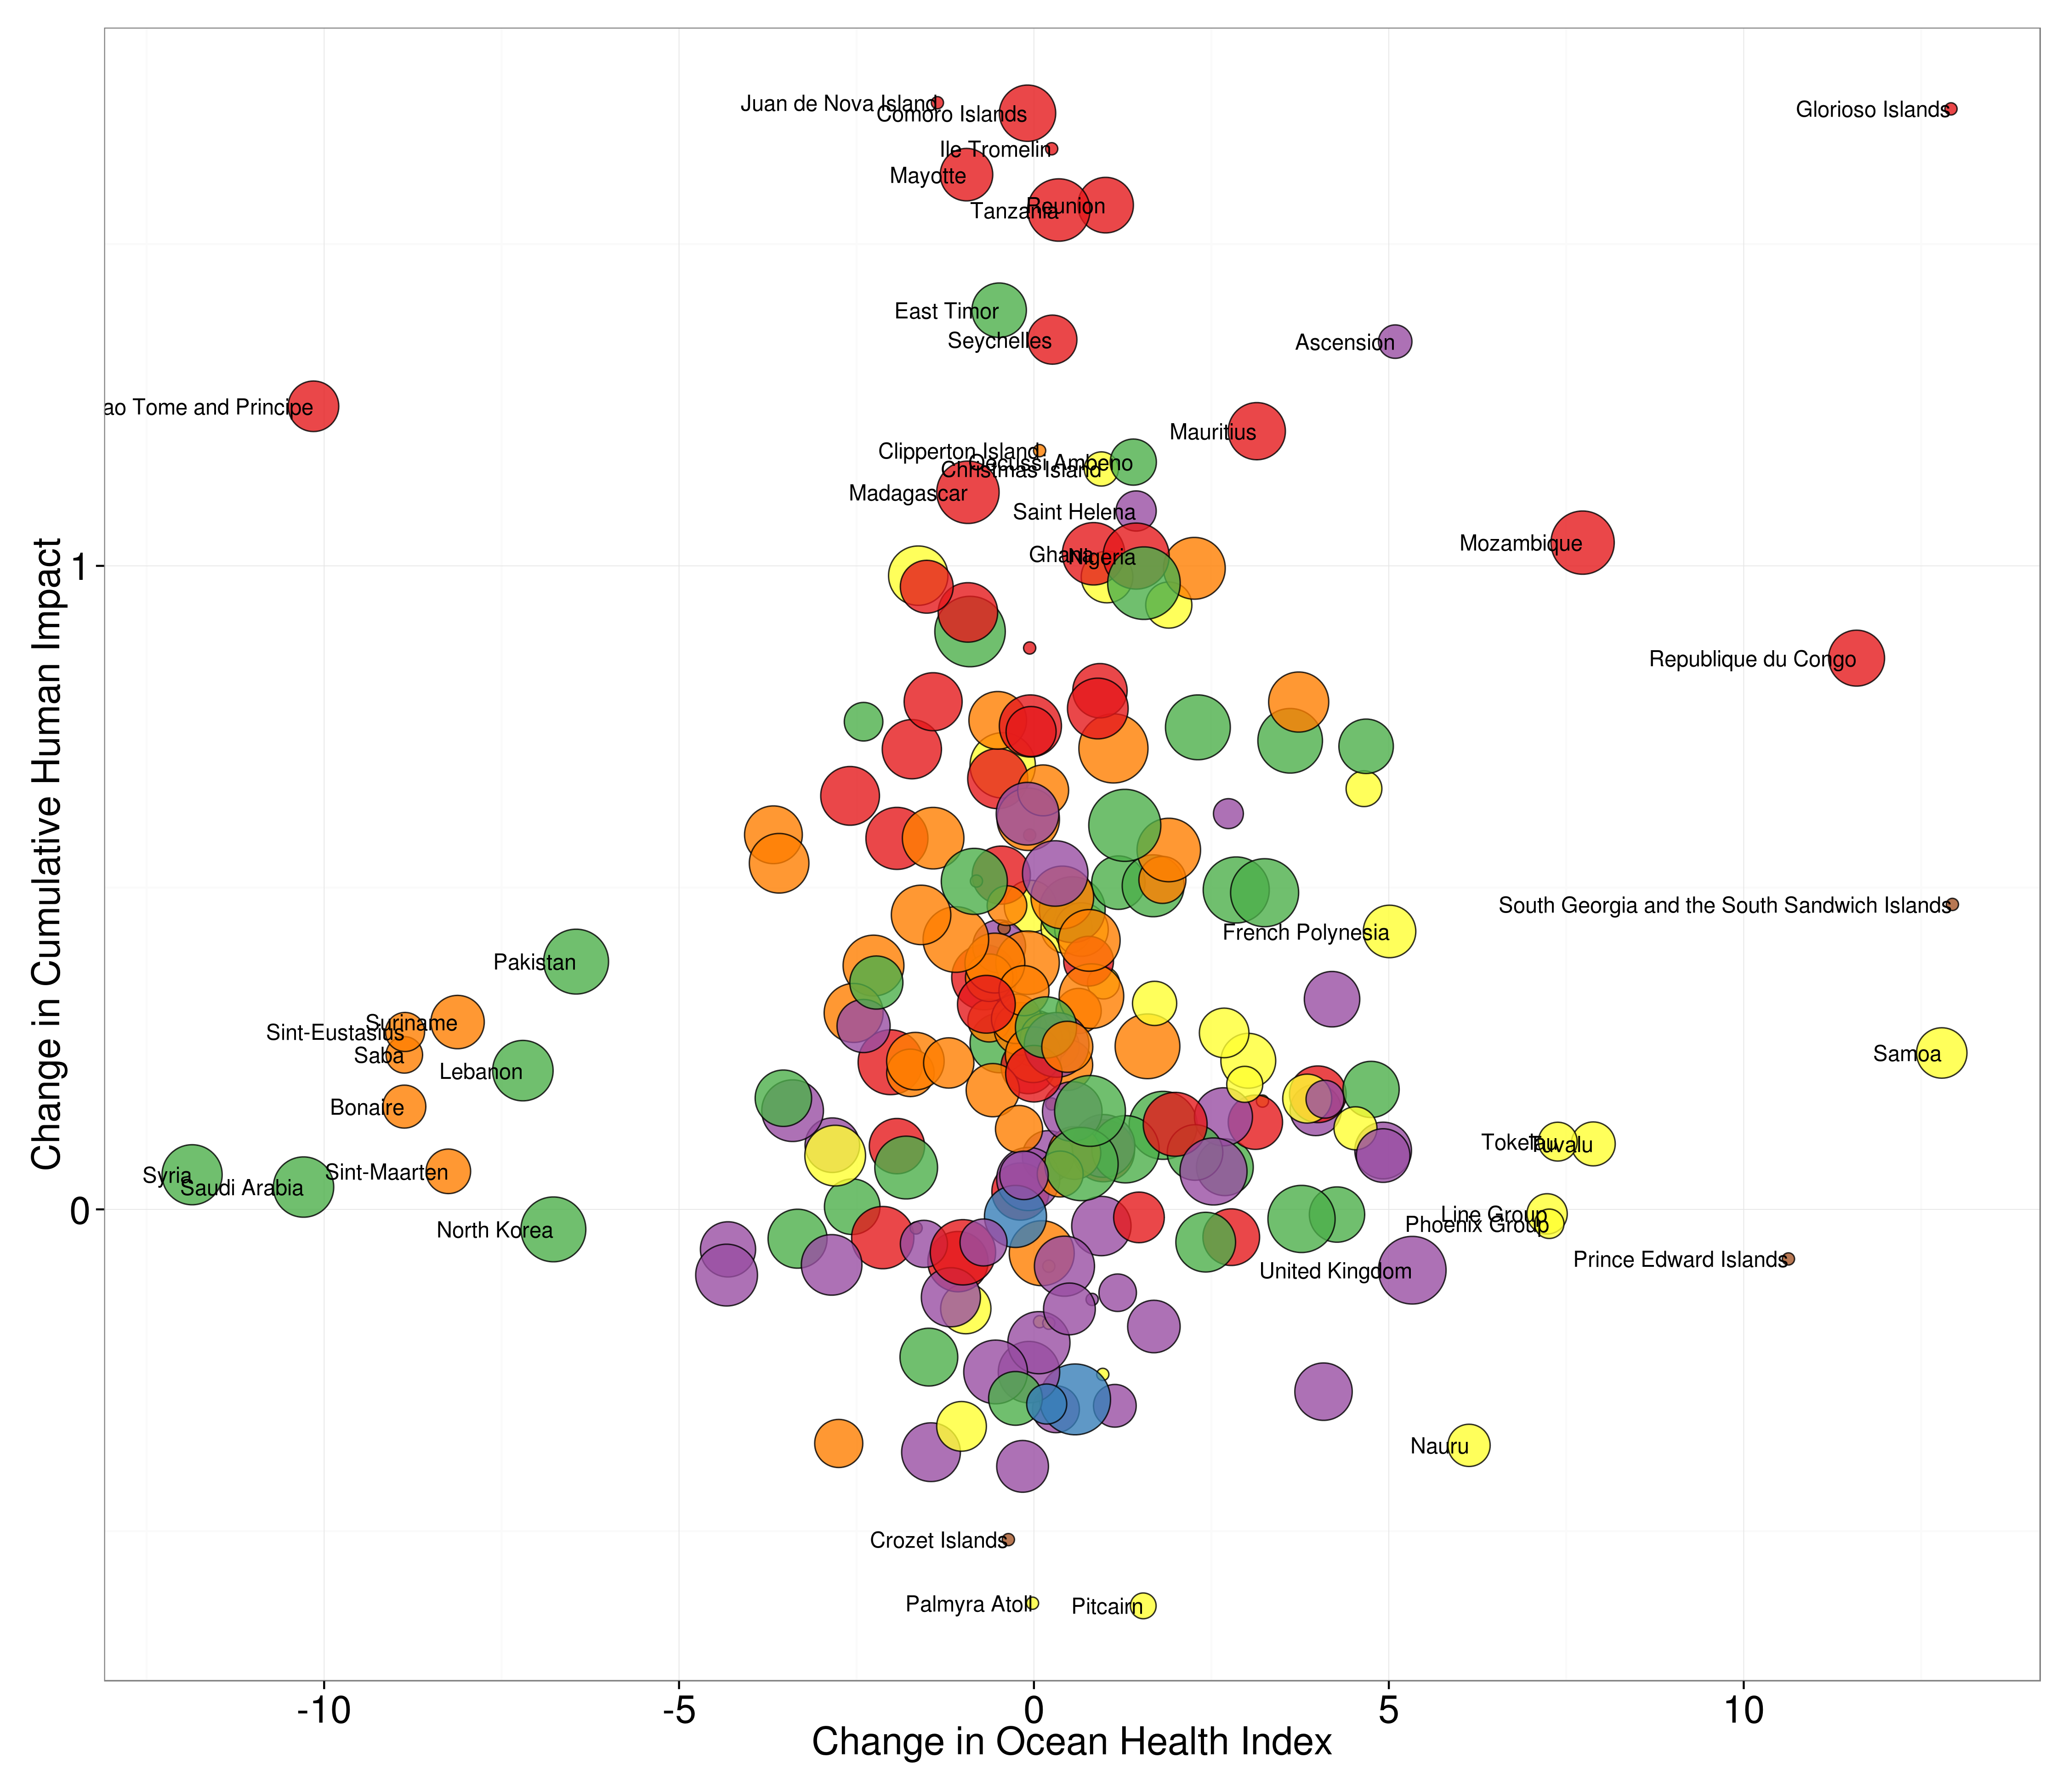 Juan de Nova Island
Comoro Islands
Glorioso Islands
Ile Tromelin
Mayotte
Reunion
Tanzania
East Timor
Seychelles
Ascension
ao Tome and Principe
Mauritius
Clipperton Island
Oecussi Ambeno
Christmas Island
Madagascar
Saint Helena
Mozambique
Ghana
Nigeria
Republique du Congo
South Georgia and the South Sandwich Islands
French Polynesia
Pakistan
Suriname
Sint-Eustasius
Saba
Samoa
Lebanon
Bonaire
Tokelau
Tuvalu
Syria
Sint-Maarten
Saudi Arabia
Line Group
Phoenix Group
North Korea
Prince Edward Islands
United Kingdom
Nauru
Crozet Islands
Palmyra Atoll
Pitcairn
Change in Cumulative Human Impact
1
0
-10
-5
0
5
10
Change in Ocean Health Index